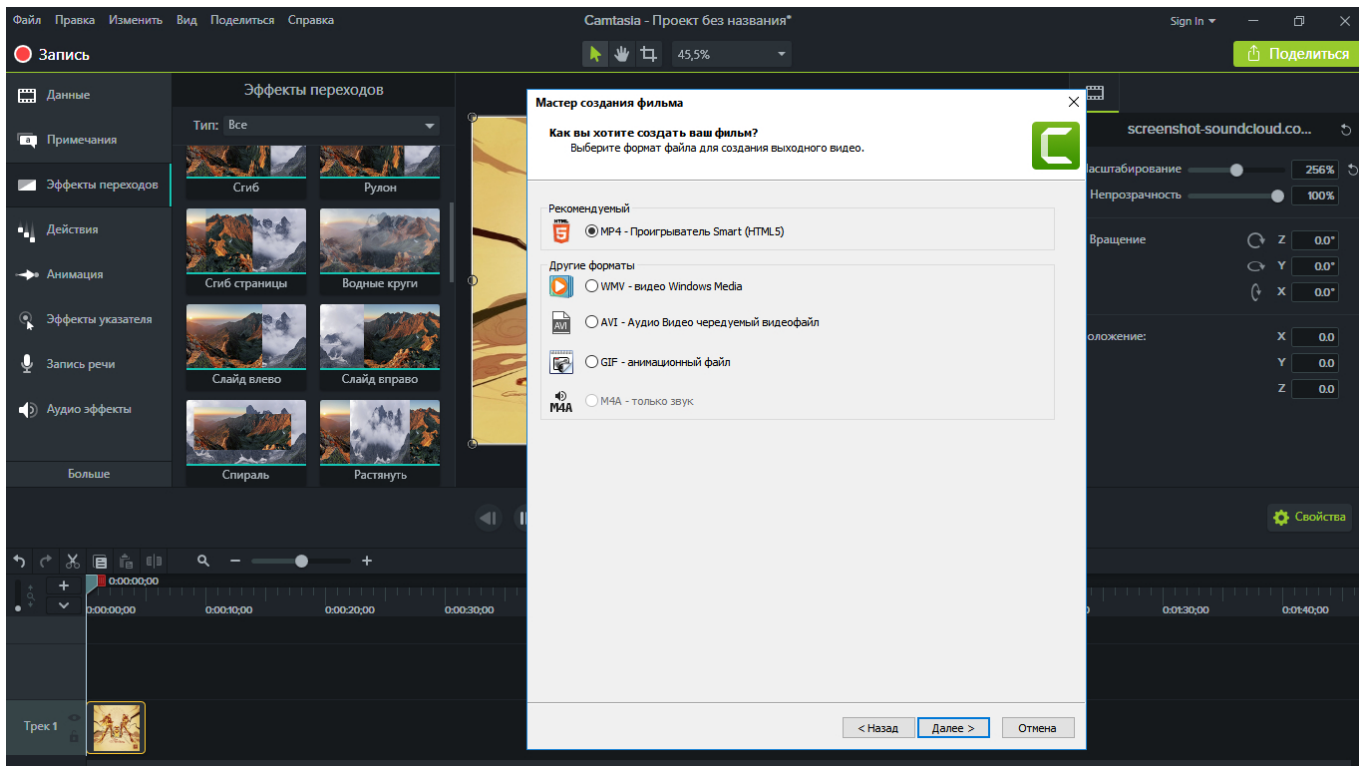 Файл Правка Изменить Вид Поделиться Справка
Camtasia - Проект без названия*
Sign In
Запись
45,5%
Поделиться
Данные
Примечания
Эффекты переходов
Действия
Анимация
Эффекты указателя
Запись речи
Аудио эффекты
Больше
Эффекты переходов
Тип: Все
Сгиб Рулон
Сгиб страницы Водные круги
Слайд влево Слайд вправо
Спираль Растянуть
Мастер создания фильма
Как вы хотите создать ваш фильм?
Выберите формат файла для создания выходного видео.
Рекомендуемый
MP4 - Проигрыватель Smart (HTML5)
Другие форматы
WMV - видео Windows Media
AVI
AVI - Аудио Видео чередуемый видеофайл
GIF - анимационный файл
M4A
M4A - только звук
< Назад Далее > Отмена
screenshot-soundcloud.co...
асштабирование 256%
Непрозрачность 100%
Вращение Z 0.0°
Y 0.0°
X 0.0°
оложение: X 0.0
Y 0.0
Z 0.0
Свойства
0:00:00;00
0:00:00;00 0:00:10;00 0:00:20;00 0:00:30;00 0:01:30;00 0:01:40;00
Трек 1